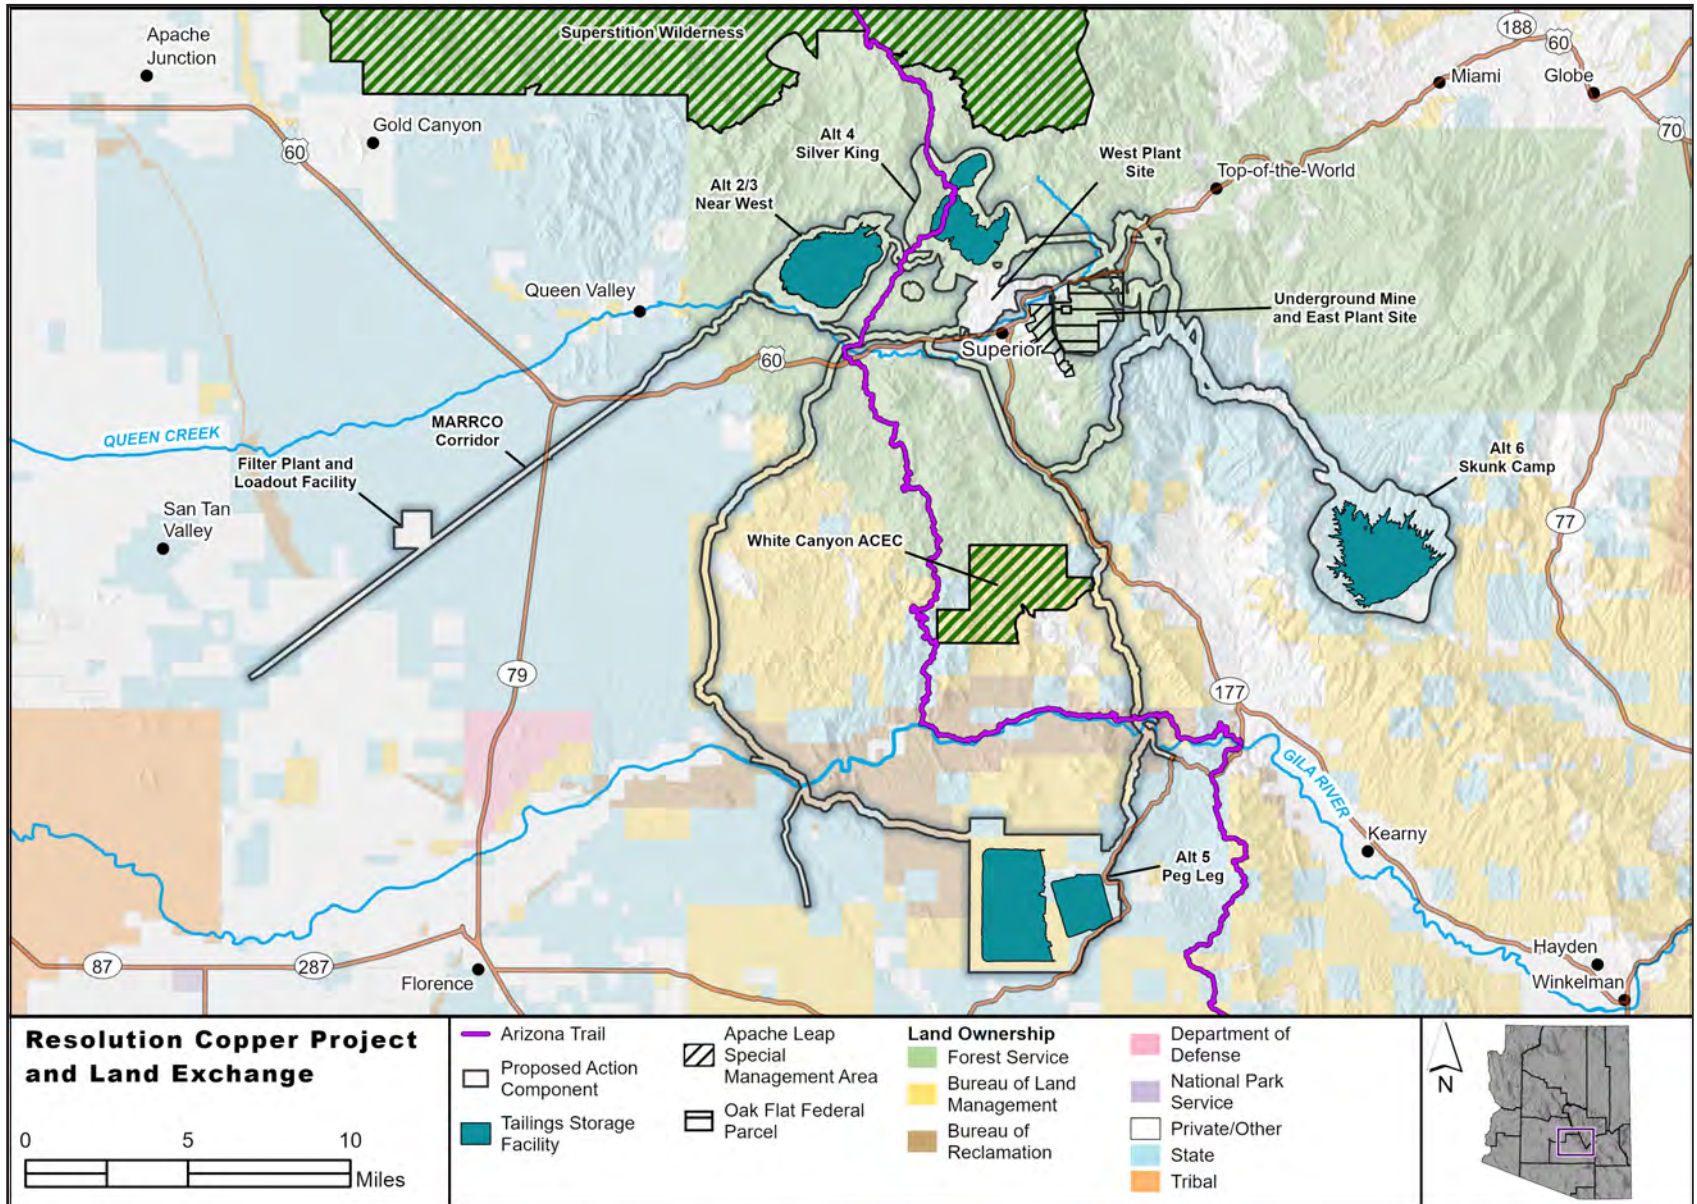 Superstition Wilderness
Apache
Junction
188
60
Miami
Globe
70
Gold Canyon
60
Alt 4
Silver King
West Plant
Site
Top-of-the-World
Alt 2/3
Near West
Queen Valley
Underground Mine
and East Plant Site
Superior
60
QUEEN CREEK
MARRCO
Corridor
Filter Plant and
Loadout Facility
Alt 6
Skunk Camp
San Tan
Valley
77
White Canyon ACEC
79
177
GILA RIVER
Kearny
Alt 5
Peg Leg
87
287
Florence
Hayden
Winkelman
Resolution Copper Project
and Land Exchange
0
5
10
Miles
Arizona Trail
Proposed Action
Component
Tailings Storage
Facility
Apache Leap
Special
Management Area
Oak Flat Federal
Parcel
Land Ownership
Forest Service
Bureau of Land
Management
Bureau of
Reclamation
Department of
Defense
National Park
Service
Private/Other
State
Tribal
N